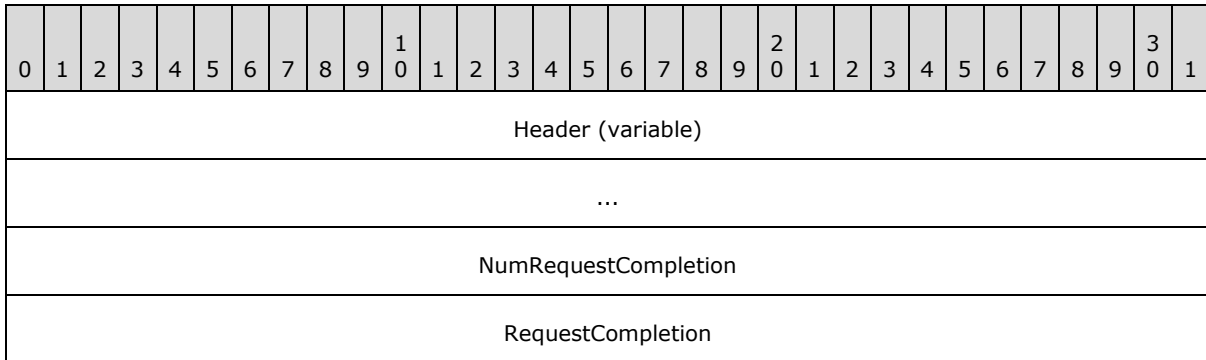 1 2 3
0 1 2 3 4 5 6 7 8 9 0 1 2 3 4 5 6 7 8 9 0 1 2 3 4 5 6 7 8 9 0 1
Header (variable)
...
NumRequestCompletion
RequestCompletion